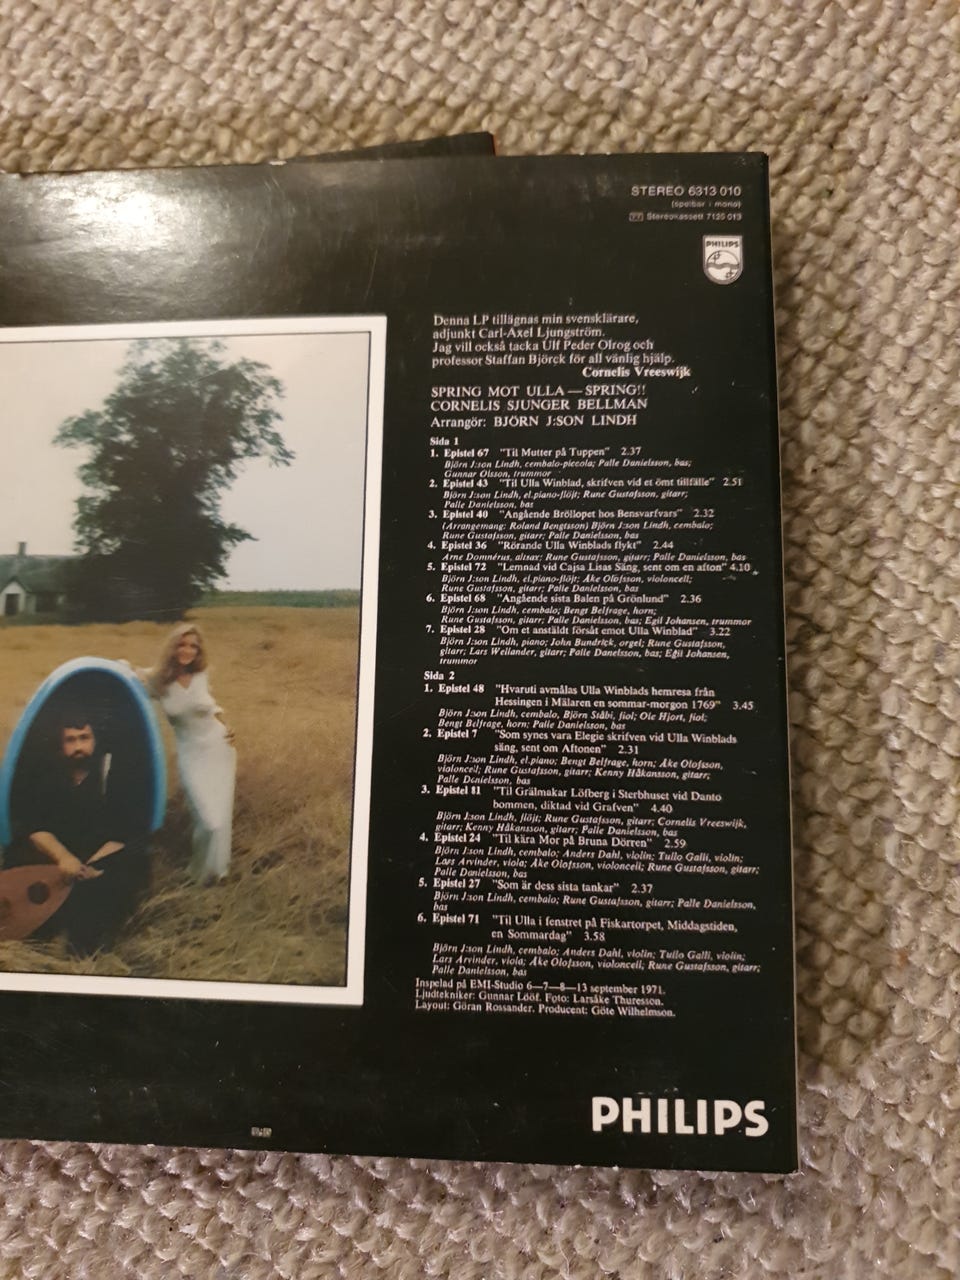 STEREO 6313 010
(spelbar i mono)
Stereokassett 7125 013
PHILIPS
Denna LP tillägnas min svensklärare,
adjunkt Carl-Axel Ljungström.
Jag vill också tacka Ulf Peder Olrog och
professor Staffan Björck för all vänlig hjälp.
Cornelis Vreeswijk
SPRING MOT ULLA — SPRING!!
CORNELIS SJUNGER BELLMAN
Arrangör: BJÖRN J:SON LINDH
Sida 1
1. Epistel 67 "Til Mutter på Tuppen" 2.37
Björn J:son Lindh, cembalo-piccola; Palle Danielsson, bas;
Gunnar Olsson, trummor
2. Epistel 43 "Til Ulla Winblad, skrifven vid et ömt tillfälle" 2.51
Björn J:son Lindh, el.piano-flöjt; Rune Gustafsson, gitarr;
Palle Danielsson, bas
3. Epistel 40 "Angående Bröllopet hos Bensvarfvars" 2.32
(Arrangemang: Roland Bengtsson) Björn J:son Lindh, cembalo;
Rune Gustafsson, gitarr; Palle Danielsson, bas
4. Epistel 36 "Rörande Ulla Winblads flykt" 2.44
Arne Domnérus, altsax; Rune Gustafsson, gitarr; Palle Danielsson, bas
5. Epistel 72 "Lemnad vid Cajsa Lisas Säng, sent om en afton" 4.10
Björn J:son Lindh, el.piano-flöjt; Åke Olofsson, violoncell;
Rune Gustafsson, gitarr; Palle Danielsson, bas
6. Epistel 68 "Angående sista Balen på Grönlund" 2.36
Björn J:son Lindh, cembalo; Bengt Belfrage, horn;
Rune Gustafsson, gitarr; Palle Danielsson, bas; Egil Johansen, trummor
7. Epistel 28 "Om et anstäldt försåt emot Ulla Winblad" 3.22
Björn J:son Lindh, piano; John Bundrick, orgel; Rune Gustafsson,
gitarr; Lars Wellander, gitarr; Palle Danielsson, bas; Egil Johansen,
trummor
Sida 2
1. Epistel 48 "Hvaruti avmålas Ulla Winblads hemresa från
Hessingen i Mälaren en sommar-morgon 1769" 3.45
Björn J:son Lindh, cembalo, Björn Ståbi, fiol; Ole Hjort, fiol;
Bengt Belfrage, horn; Palle Danielsson, bas
2. Epistel 7 "Som synes vara Elegie skrifven vid Ulla Winblads
säng, sent om Aftonen" 2.31
Björn J:son Lindh, el.piano; Bengt Belfrage, horn; Åke Olofsson,
violoncell; Rune Gustafsson, gitarr; Kenny Håkansson, gitarr;
Palle Danielsson, bas
3. Epistel 81 "Til Grälmakar Löfberg i Sterbhuset vid Danto
bommen, diktad vid Grafven" 4.40
Björn J:son Lindh, flöjt; Rune Gustafsson, gitarr; Cornelis Vreeswijk,
gitarr; Kenny Håkansson, gitarr; Palle Danielsson, bas
4. Epistel 24 "Til kära Mor på Bruna Dörren" 2.59
Björn J:son Lindh, cembalo; Anders Dahl, violin; Tullo Galli, violin;
Lars Arvinder, viola; Åke Olofsson, violoncell; Rune Gustafsson, gitarr;
Palle Danielsson, bas
5. Epistel 27 "Som är dess sista tankar" 2.37
Björn J:son Lindh, cembalo; Rune Gustafsson, gitarr; Palle Danielsson,
bas
6. Epistel 71 "Til Ulla i fenstret på Fiskartorpet, Middagstiden,
en Sommardag" 3.58
Björn J:son Lindh, cembalo; Anders Dahl, violin; Tullo Galli, violin;
Lars Arvinder, viola; Åke Olofsson, violoncell; Rune Gustafsson, gitarr;
Palle Danielsson, bas
Inspelad på EMI-Studio 6—7—8—13 september 1971.
Ljudtekniker: Gunnar Lööf. Foto: Larsåke Thuresson.
Layout: Göran Rossander. Producent: Göte Wilhelmson.
PHILIPS